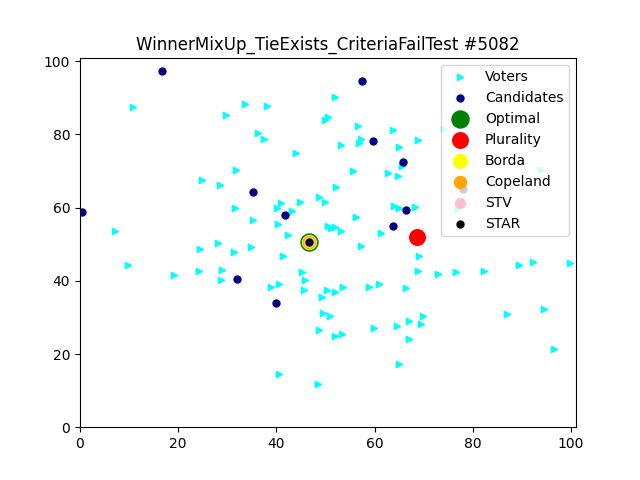 WinnerMixUp_TieExists_CriteriaFailTest #5082
100
80
60
40
20
0
0
20
40
60
80
100
Voters
Candidates
Optimal
Plurality
Borda
Copeland
STV
STAR